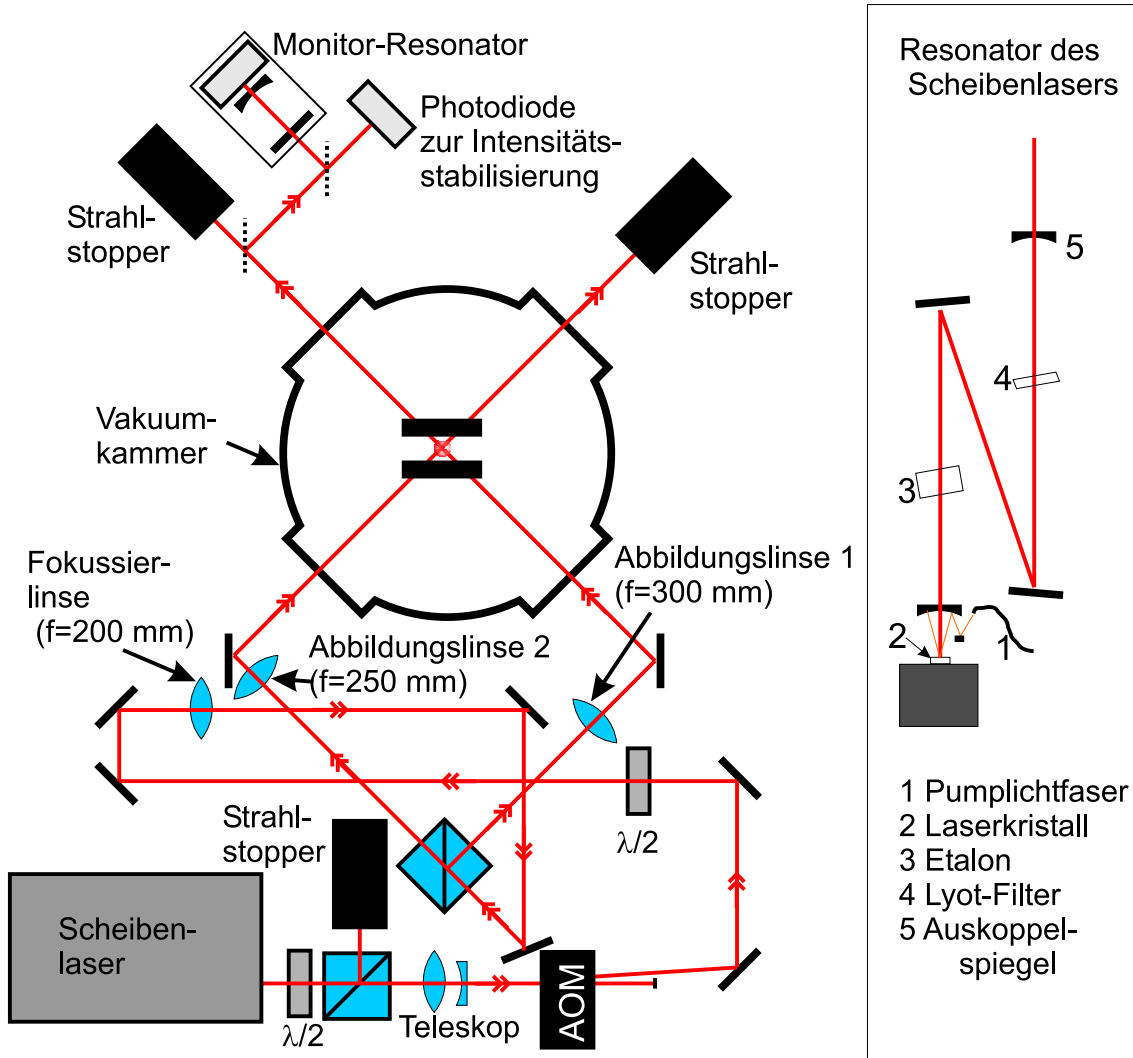 Monitor-Resonator
Photodiode
zur Intensitäts-
stabilisierung
Strahl-
stopper
Strahl-
stopper
Vakuum-
kammer
Fokussier-
linse
(f=200 mm)
Abbildungslinse 2
(f=250 mm)
Abbildungslinse 1
(f=300 mm)
Strahl-
stopper
λ/2
Scheiben-
laser
λ/2
Teleskop
AOM
Resonator des
Scheibenlasers
5
4
3
2
1
1 Pumplichtfaser
2 Laserkristall
3 Etalon
4 Lyot-Filter
5 Auskoppel-
spiegel